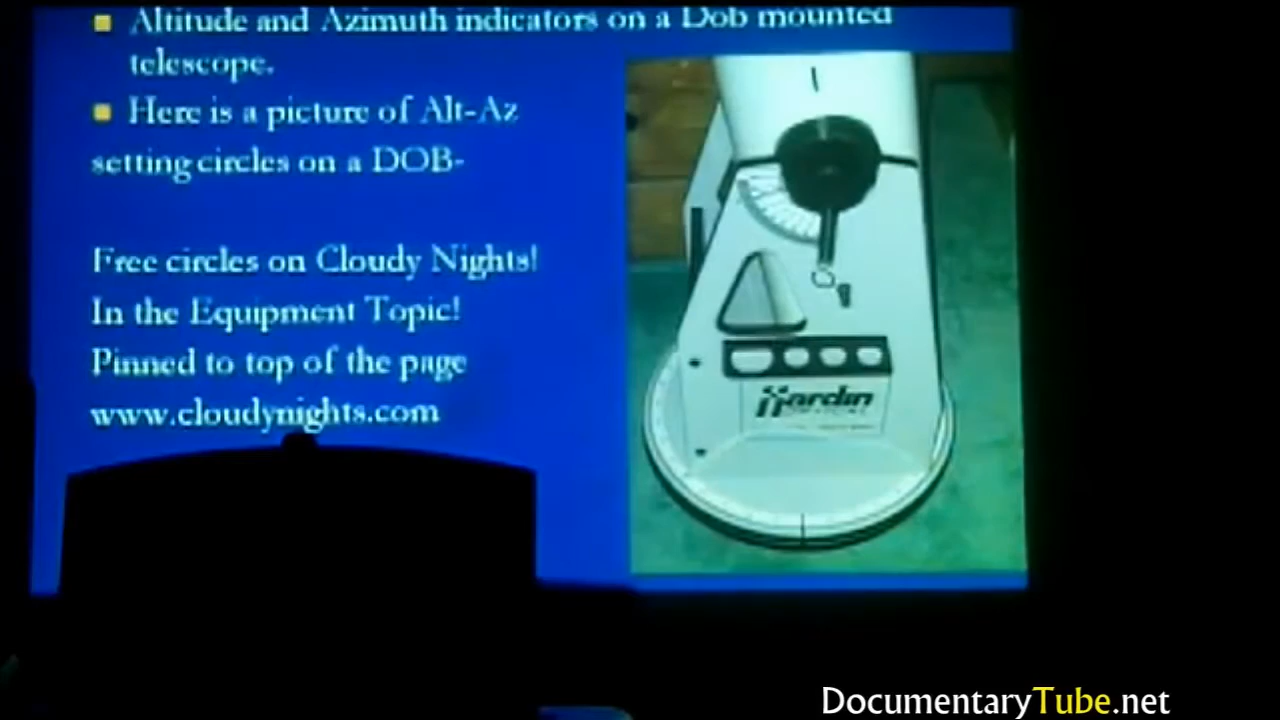 Altitude and Azimuth indicators on a Dob mounted
telescope.
Here is a picture of Alt-Az
setting circles on a DOB-
Free circles on Cloudy Nights!
In the Equipment Topic!
Pinned to top of the page
www.cloudynights.com
Hardin
DocumentaryTube.net